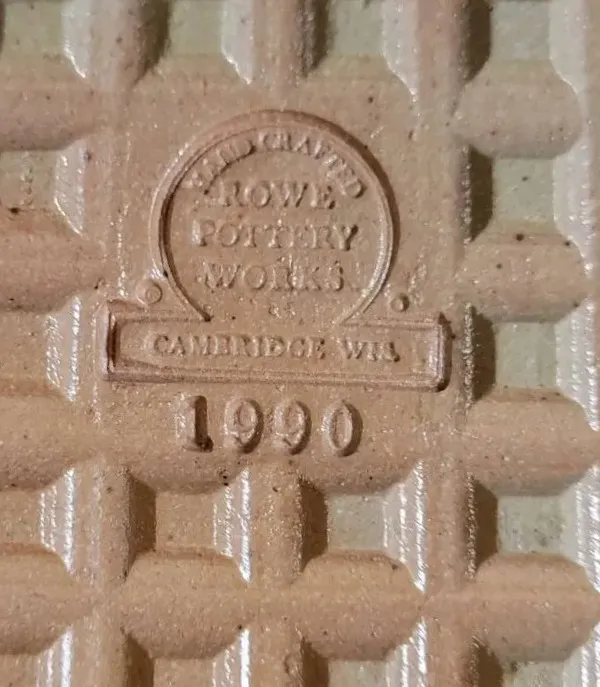 HAND CRAFTED
ROWE
POTTERY
WORKS
CAMBRIDGE WIS.
1990